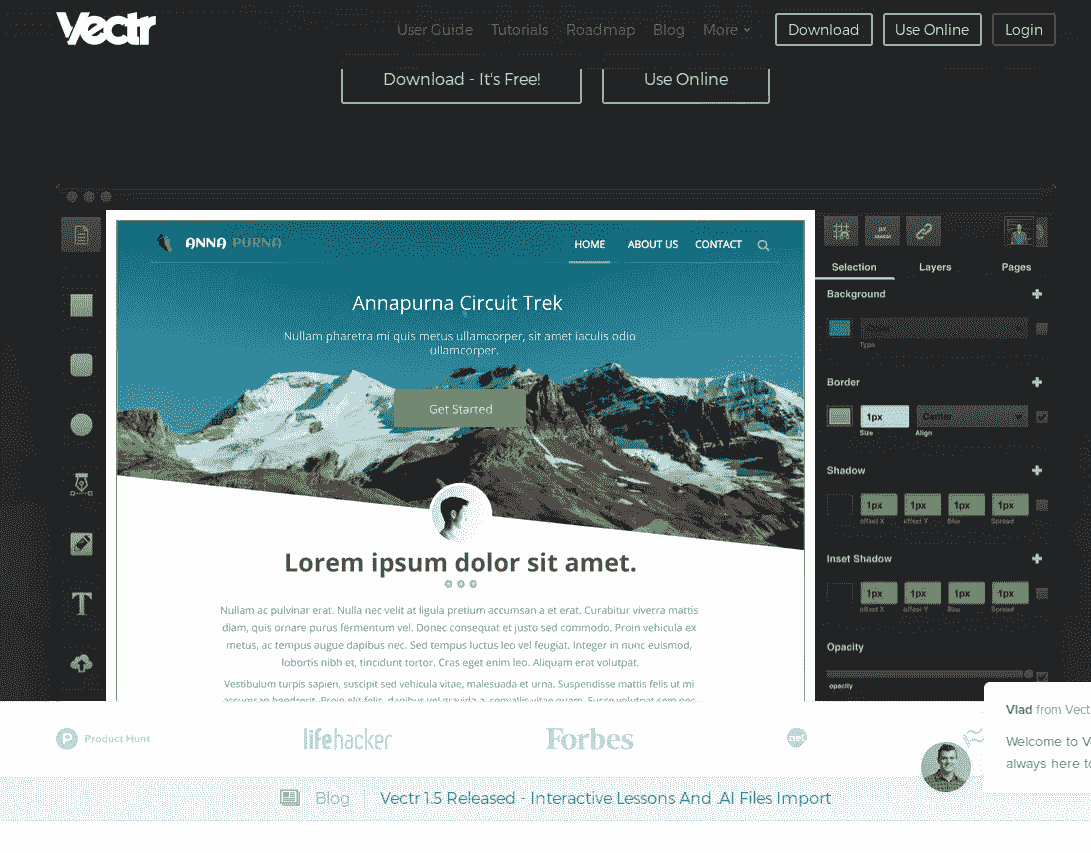 Vectr
User Guide Tutorials Roadmap Blog More Download Use Online Login
Download - It's Free! Use Online
ANNA PURNA HOME ABOUT US CONTACT
px
Selection Layers Pages
Background
Annapurna Circuit Trek
Type
Nullam pharetra mi quis metus ullamcorper, sit amet iaculis odio
ullamcorper.
Border
Get Started
1px Center
Size Align
Shadow
1px 1px 1px 1px
offset X offset Y Blur Spread
Inset Shadow
Lorem ipsum dolor sit amet.
1px 1px 1px 1px
offset X offset Y Blur Spread
T
Nullam ac pulvinar erat. Nulla nec velit at ligula pretium accumsan a et erat. Curabitur viverra mattis
diam, quis ornare purus fermentum vel. Donec consequat et justo sed commodo. Proin vehicula ex
metus, ac tempus augue dapibus nec. Sed tempus luctus leo vel feugiat. Integer in nunc euismod,
lobortis nibh et, tincidunt tortor. Cras eget enim leo. Aliquam erat volutpat.
Opacity
opacity
Vestibulum turpis sapien, suscipit sed vehicula vitae, malesuada et urna. Suspendisse mattis felis ut mi
P Product Hunt lifehacker Forbes net
Vlad from Vect
Welcome to V
always here to
Blog Vectr 1.5 Released - Interactive Lessons And .AI Files Import